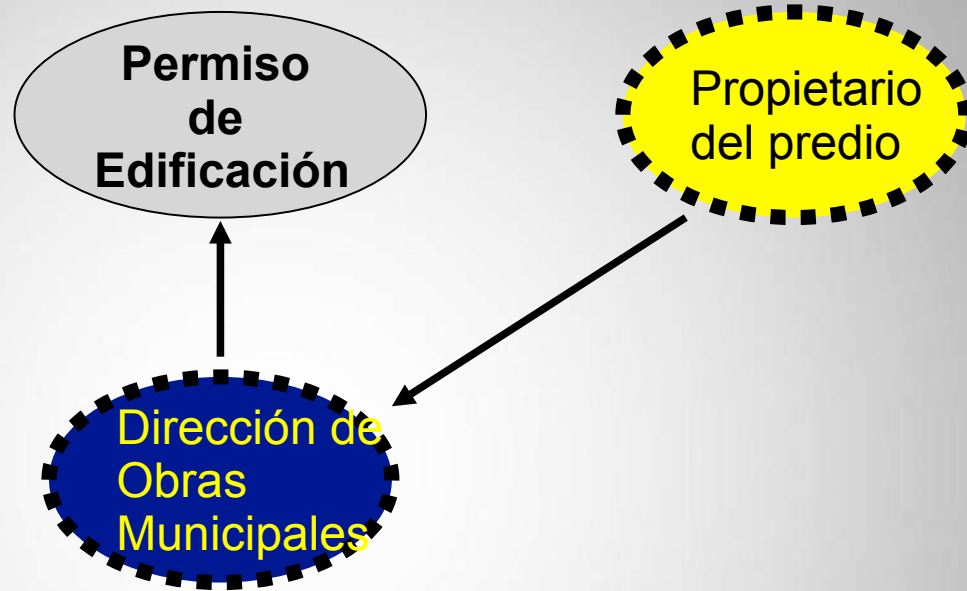 Permiso
de
Edificación
Propietario
del predio
Dirección de
Obras
Municipales